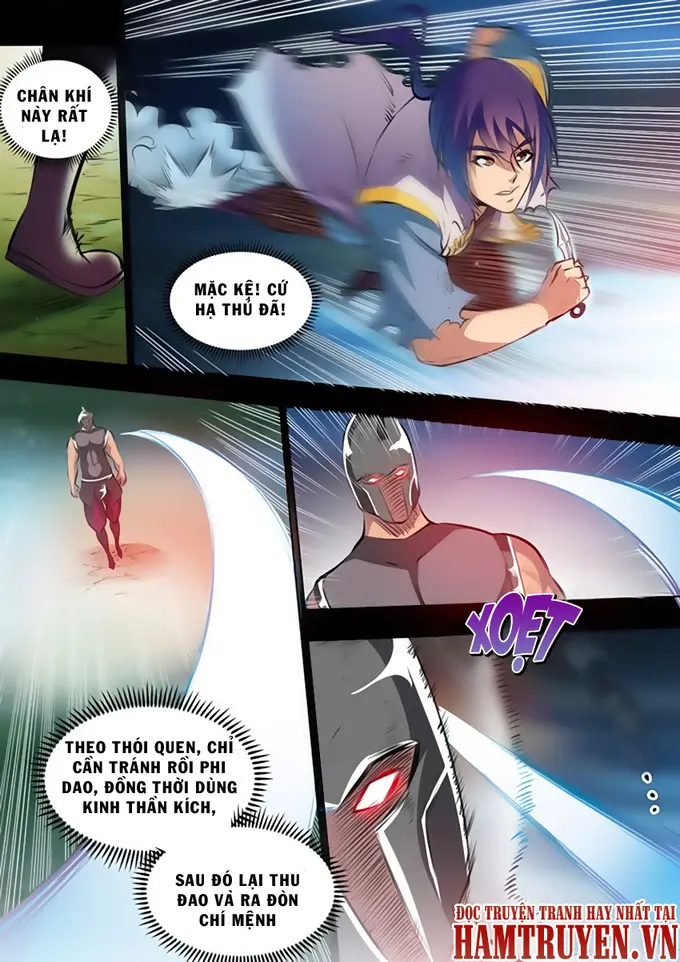 CHÂN KHÍ
NÀY RẤT
LẠ!
MẶC KỆ! CỨ
HẠ THỦ ĐÃ!
XOẸT
THEO THÓI QUEN, CHỈ
CẦN TRÁNH RỒI PHI
DAO, ĐỒNG THỜI DÙNG
KINH THẦN KÍCH,
SAU ĐÓ LẠI THU
ĐAO VÀ RA ĐÒN
CHÍ MỆNH
ĐỌC TRUYỆN TRANH HAY NHẤT TẠI
HAMTRUYEN.VN